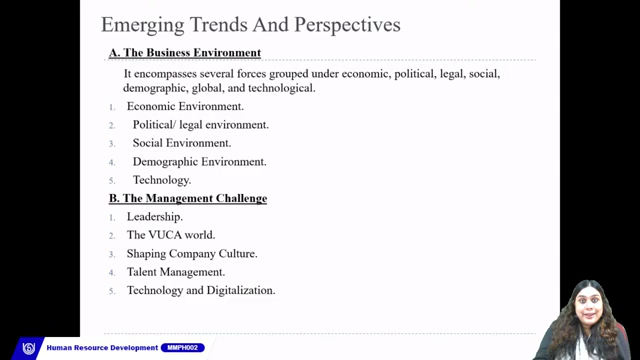 Emerging Trends And Perspectives
A. The Business Environment
It encompasses several forces grouped under economic, political, legal, social,
demographic, global, and technological.
1. Economic Environment.
2. Political/ legal environment.
3. Social Environment.
4. Demographic Environment.
5. Technology.
B. The Management Challenge
1. Leadership.
2. The VUCA world.
3. Shaping Company Culture.
4. Talent Management.
5. Technology and Digitalization.
Human Resource Development MMPH002